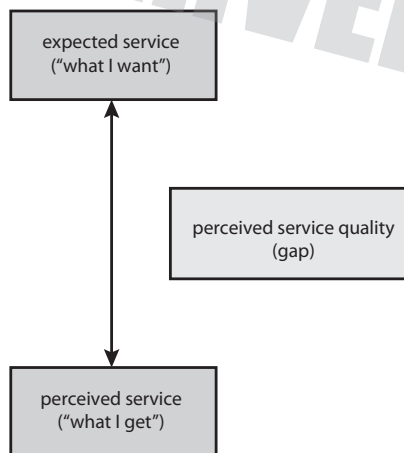 expected service
(“what I want”)
perceived service quality
(gap)
perceived service
(“what I get”)